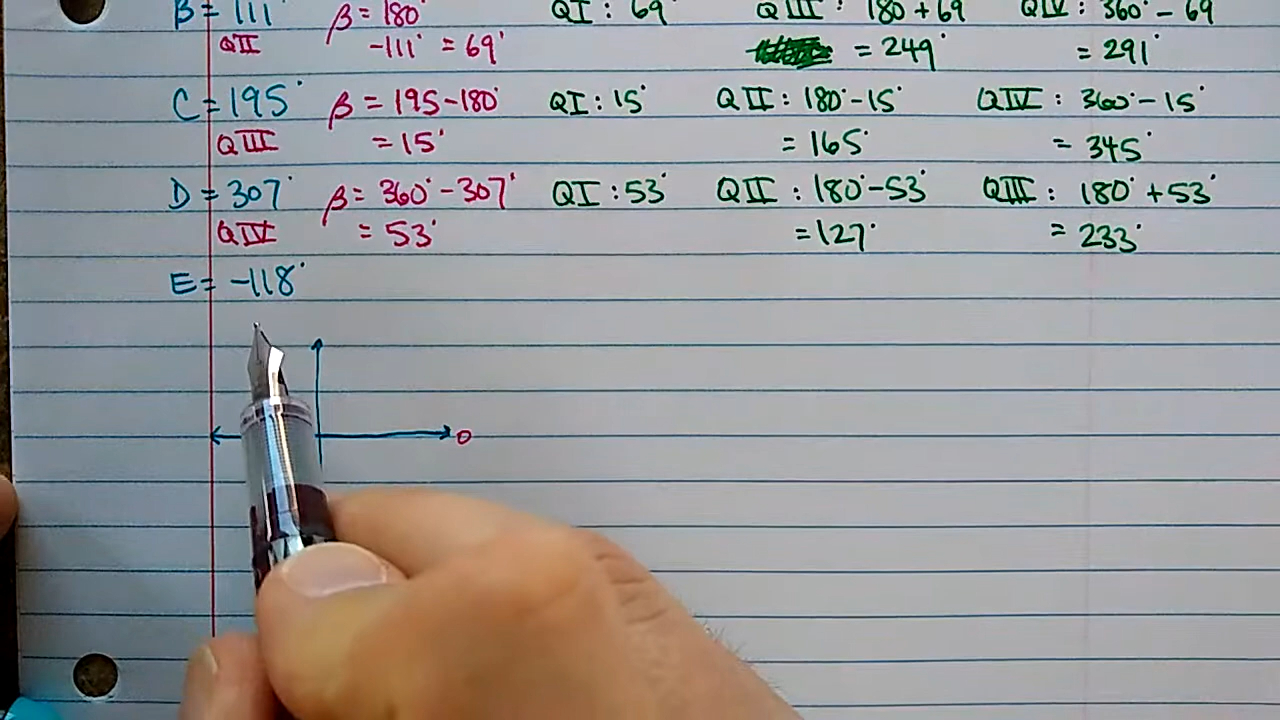 B = 111° β = 180° QI : 69° QIII : 180 + 69 QIV : 360° - 69
QII -111° = 69° = 249° = 291°
C = 195° β = 195 - 180° QI : 15° QII : 180° - 15° QIV : 360° - 15°
QIII = 15° = 165° = 345°
D = 307° β = 360° - 307° QI : 53° QII : 180° - 53° QIII : 180° + 53°
QIV = 53° = 127° = 233°
E = -118°
0